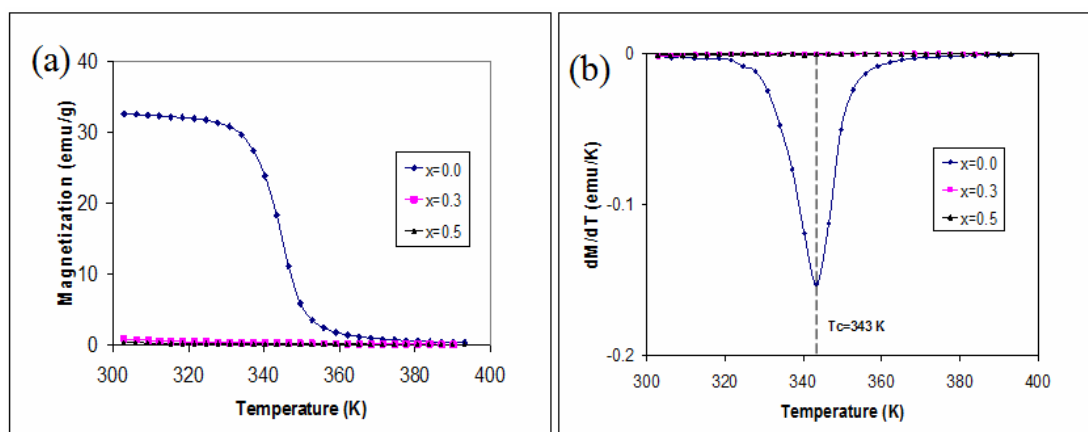 (a)
40
30
20
10
0
Magnetization (emu/g)
x=0.0
x=0.3
x=0.5
300 320 340 360 380 400
Temperature (K)
(b)
0
-0.1
-0.2
dM/dT (emu/K)
x=0.0
x=0.3
x=0.5
Tc=343 K
300 320 340 360 380 400
Temperature (K)